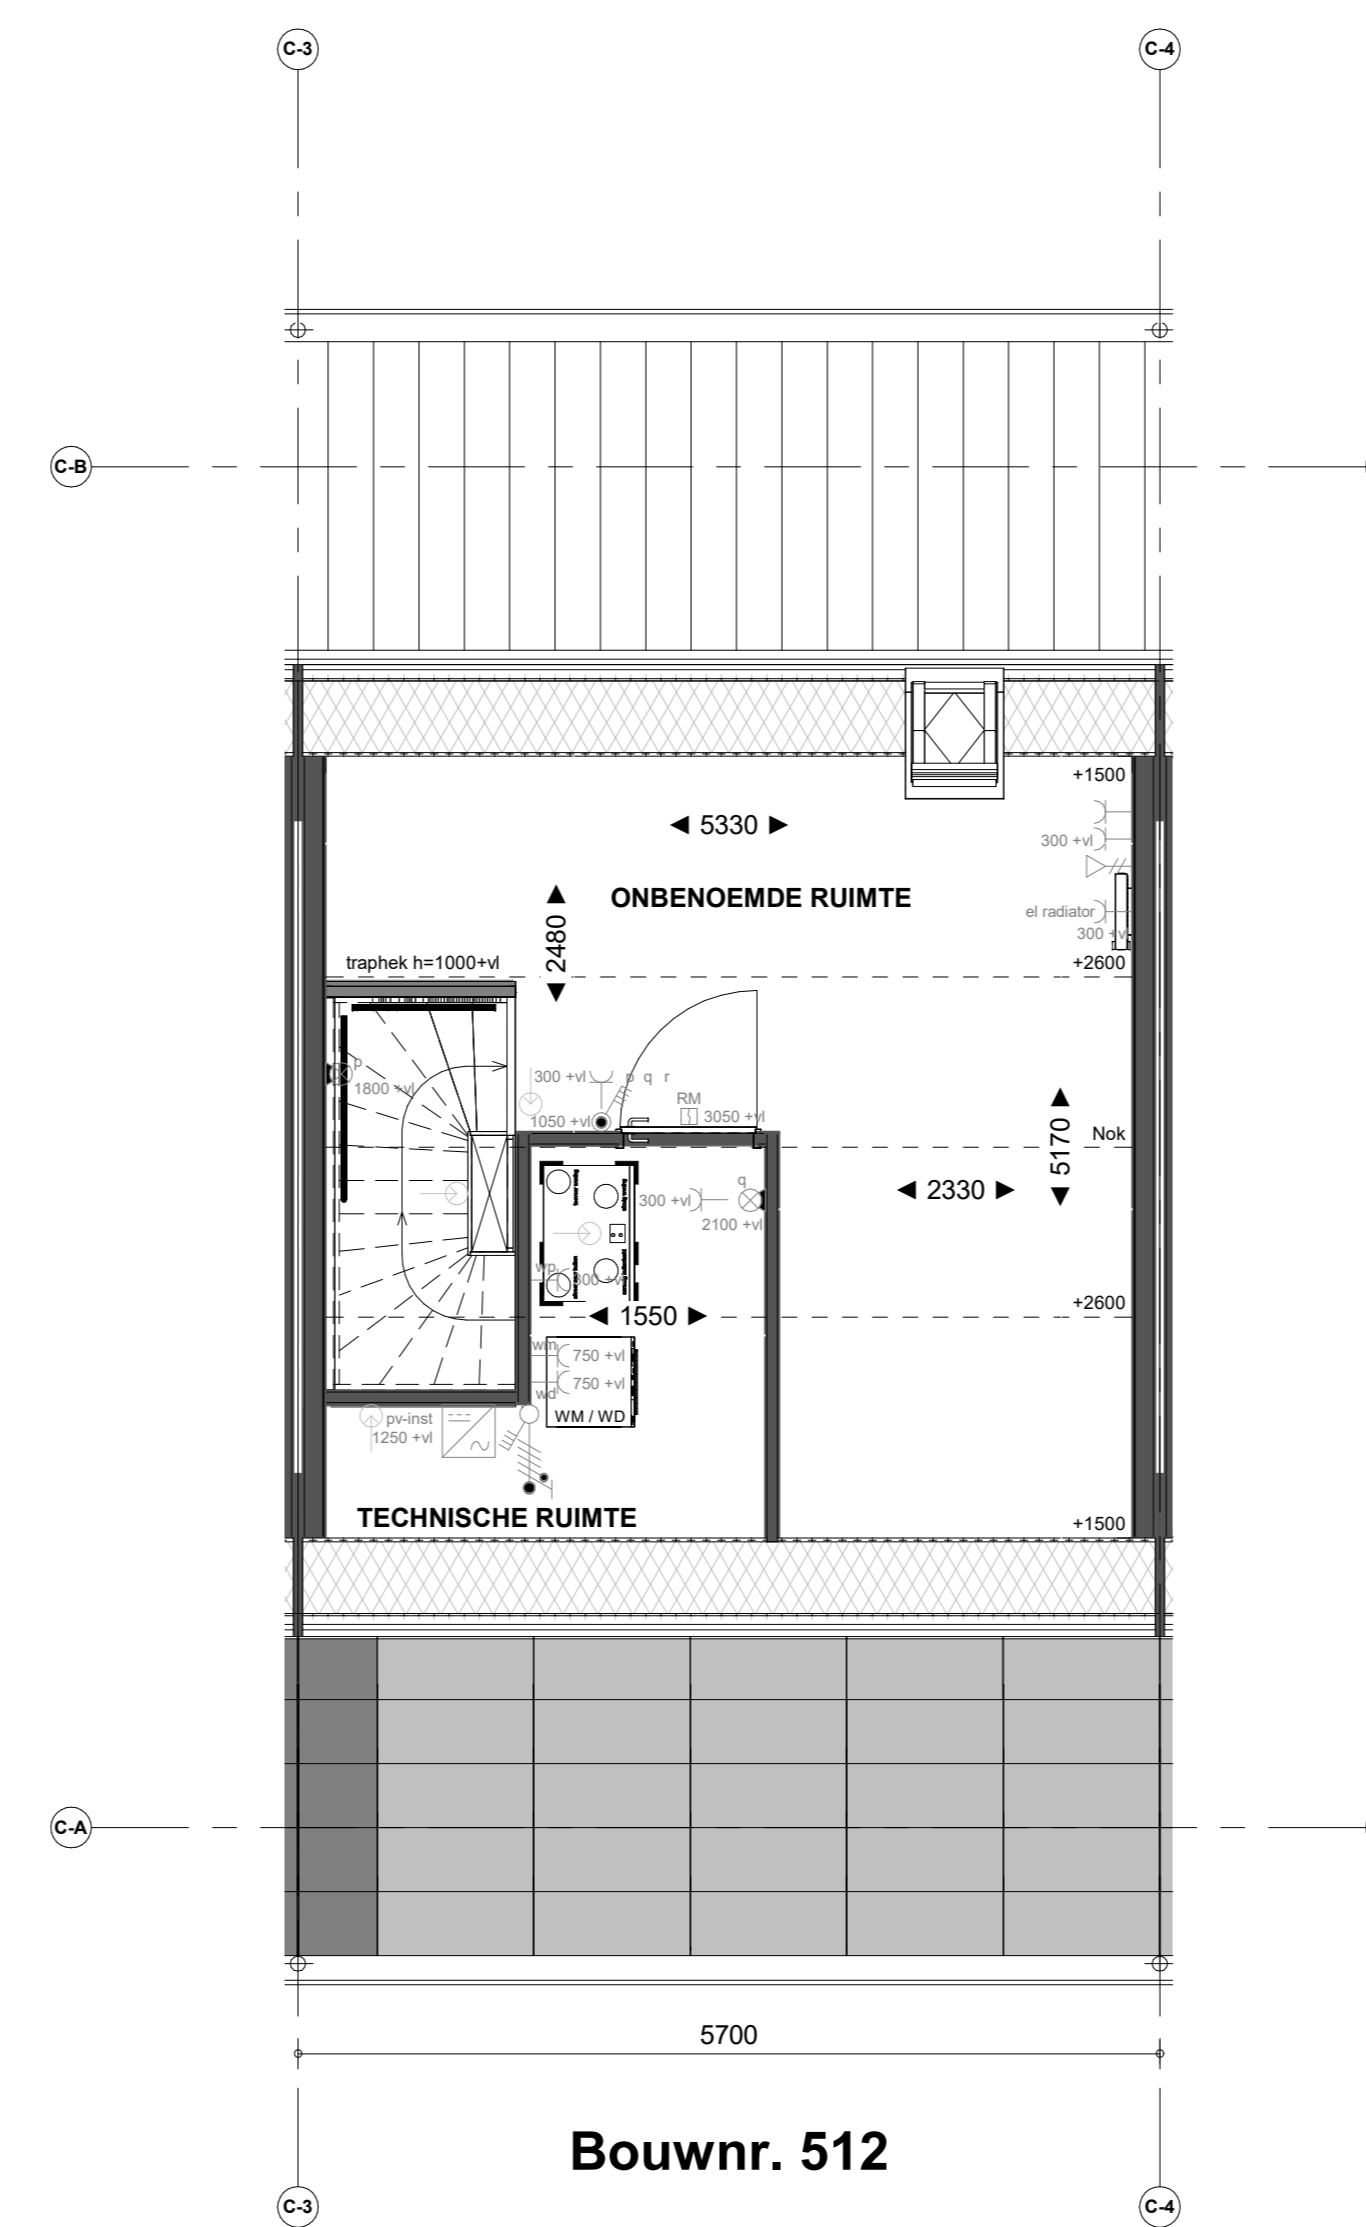 C-3 C-4
C-B
+1500
5330
300 +vl
ONBENOEMDE RUIMTE
el radiator
300 +vl
2480
traphek h=1000+vl
+2600
p
1800 +vl
300 +vl
p q r
RM
1050 +vl
3050 +vl
Nok
5170
q
300 +vl
2330
2100 +vl
wp
300 +vl
+2600
1550
wm
750 +vl
750 +vl
wd
WM / WD
pv-inst
1250 +vl
TECHNISCHE RUIMTE
+1500
C-A
5700
Bouwnr. 512
C-3 C-4